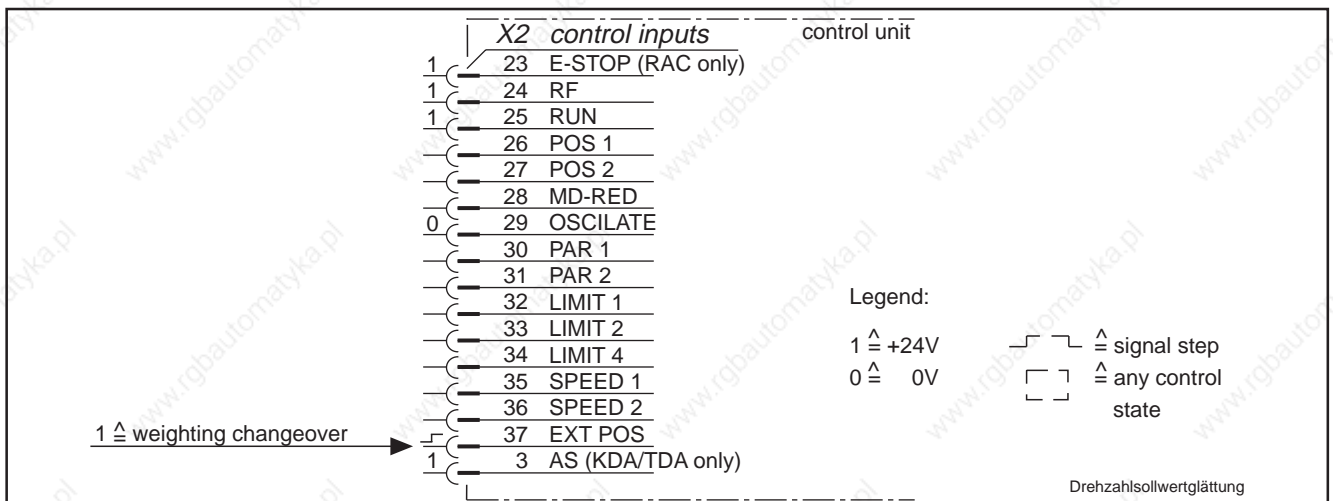 X2 control inputs control unit
1 23 E-STOP (RAC only)
1 24 RF
1 25 RUN
26 POS 1
27 POS 2
28 MD-RED
0 29 OSCILATE
30 PAR 1
31 PAR 2
32 LIMIT 1
33 LIMIT 2
34 LIMIT 4
35 SPEED 1
36 SPEED 2
1 ≙ weighting changeover 37 EXT POS
1 3 AS (KDA/TDA only)
Legend:
1 ≙ +24V ≙ signal step
0 ≙ 0V ≙ any control
state
Drehzahlsollwertglättung
www.rgbautomatyka.pl